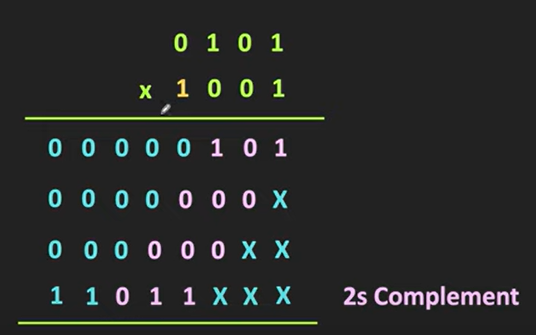 0 1 0 1
x 1 0 0 1
0 0 0 0 0 1 0 1
0 0 0 0 0 0 0 X
0 0 0 0 0 0 X X
1 1 0 1 1 X X X 2s Complement